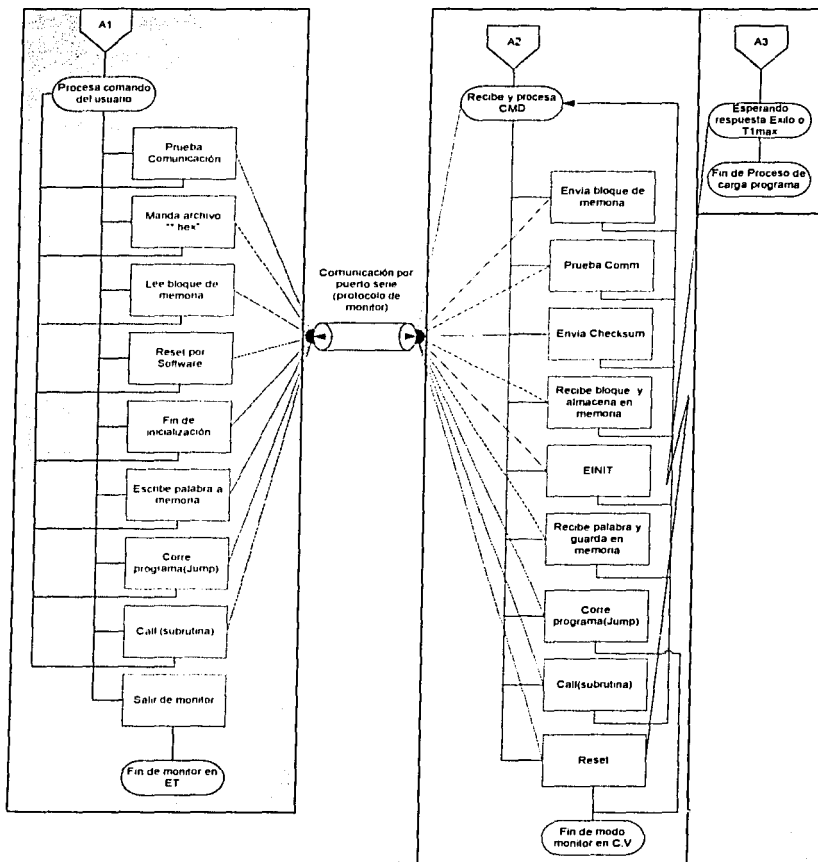 A1
Procesa comando
del usuario
Prueba
Comunicación
Manda archivo
"* hex"
Lee bloque de
memoria
Reset por
Software
Fin de
inicialización
Escribe palabra a
memoria
Corre
programa(Jump)
Call (subrutina)
Salir de monitor
Fin de monitor en
ET
Comunicación por
puerto serie
(protocolo de
monitor)
A2
Recibe y procesa
CMD
Envia bloque de
memoria
Prueba Comm
Envia Checksum
Recibe bloque y
almacena en
memoria
EINIT
Recibe palabra y
guarda en
memoria
Corre
programa(Jump)
Call(subrutina)
Reset
Fin de modo
monitor en C.V
A3
Esperando
respuesta Exito o
T1max
Fin de Proceso de
carga programa